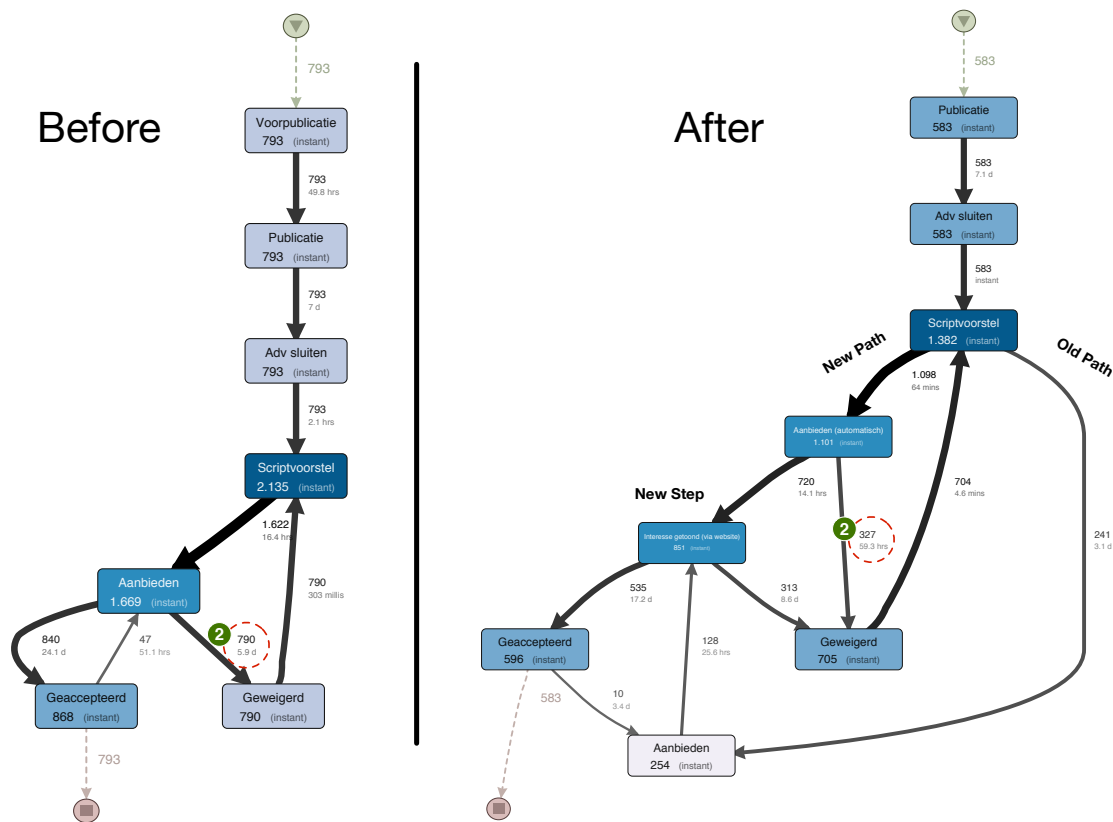 Before
793
Voorpublicatie
793 (instant)
793
49.8 hrs
Publicatie
793 (instant)
793
7 d
Adv sluiten
793 (instant)
793
2.1 hrs
Scriptvoorstel
2.135 (instant)
1.622
16.4 hrs
Aanbieden
1.669 (instant)
790
303 millis
840
24.1 d
47
51.1 hrs
2
790
5.9 d
Geaccepteerd
868 (instant)
Geweigerd
790 (instant)
793
After
583
Publicatie
583 (instant)
583
7.1 d
Adv sluiten
583 (instant)
583
instant
Scriptvoorstel
1.382 (instant)
New Path
Old Path
1.098
64 mins
Aanbieden (automatisch)
1.101 (instant)
720
14.1 hrs
704
4.6 mins
New Step
2
327
59.3 hrs
241
3.1 d
Interesse getoond (via website)
851 (instant)
535
17.2 d
313
8.6 d
128
25.6 hrs
Geaccepteerd
596 (instant)
Geweigerd
705 (instant)
583
10
3.4 d
Aanbieden
254 (instant)